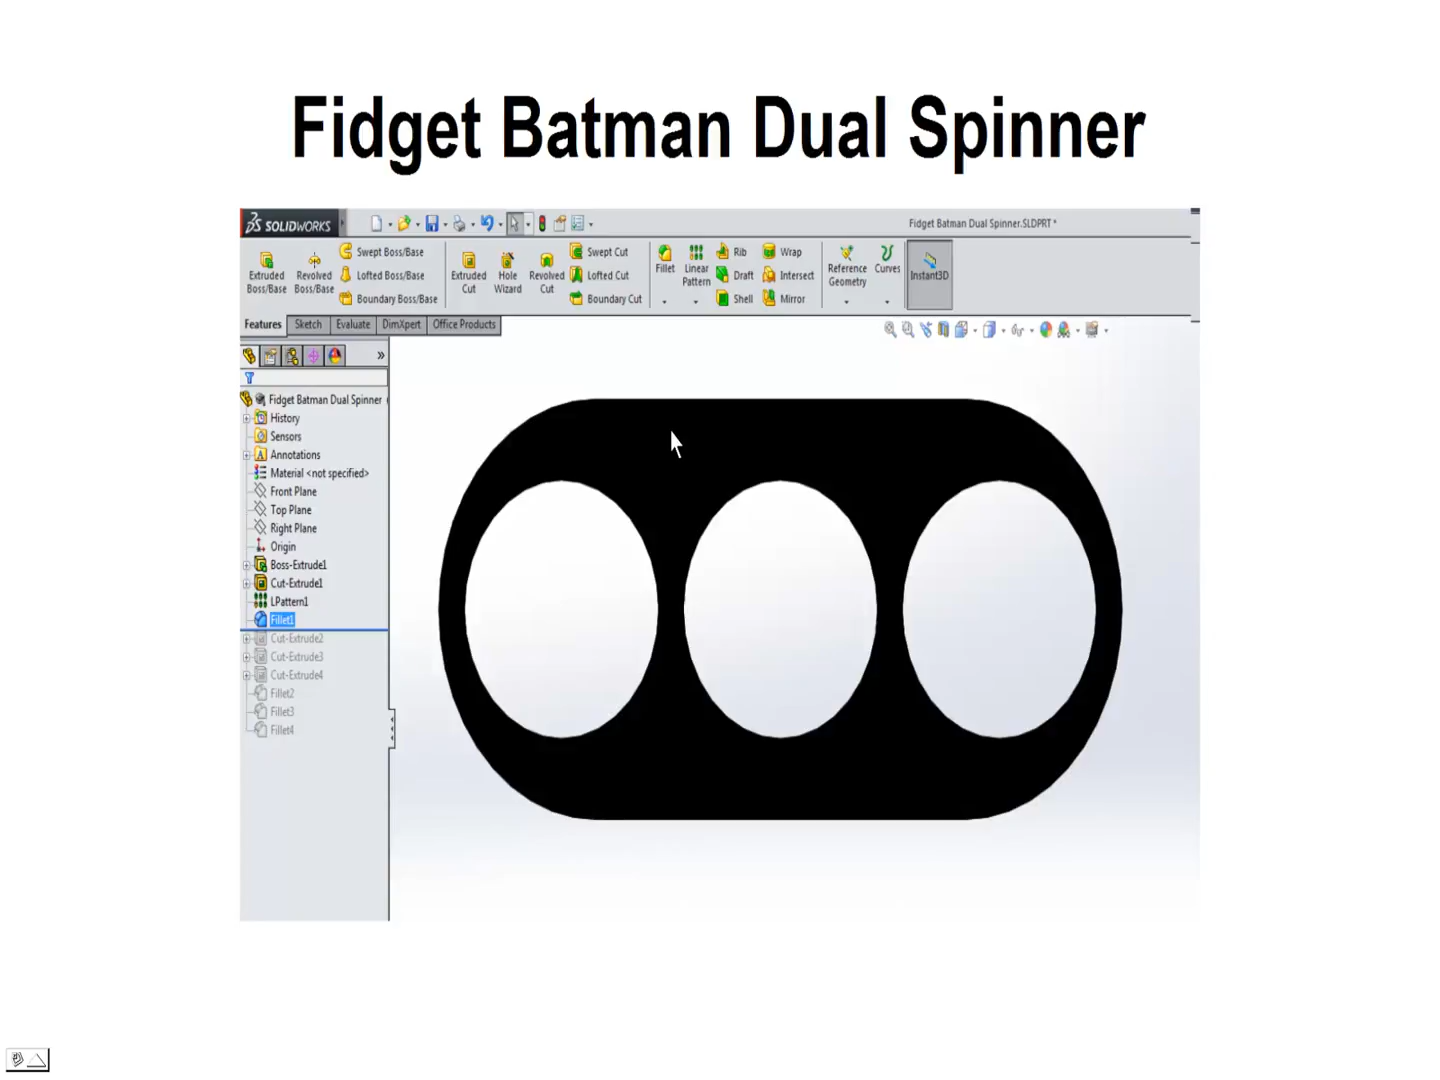 Fidget Batman Dual Spinner
SOLIDWORKS
Fidget Batman Dual Spinner.SLDPRT *
Extruded Boss/Base
Revolved Boss/Base
Swept Boss/Base
Lofted Boss/Base
Boundary Boss/Base
Extruded Cut
Hole Wizard
Revolved Cut
Swept Cut
Lofted Cut
Boundary Cut
Fillet
Linear Pattern
Rib
Draft
Shell
Wrap
Intersect
Mirror
Reference Geometry
Curves
Instant3D
Features Sketch Evaluate DimXpert Office Products
Fidget Batman Dual Spinner
History
Sensors
Annotations
Material <not specified>
Front Plane
Top Plane
Right Plane
Origin
Boss-Extrude1
Cut-Extrude1
LPattern1
Fillet1
Cut-Extrude2
Cut-Extrude3
Cut-Extrude4
Fillet2
Fillet3
Fillet4